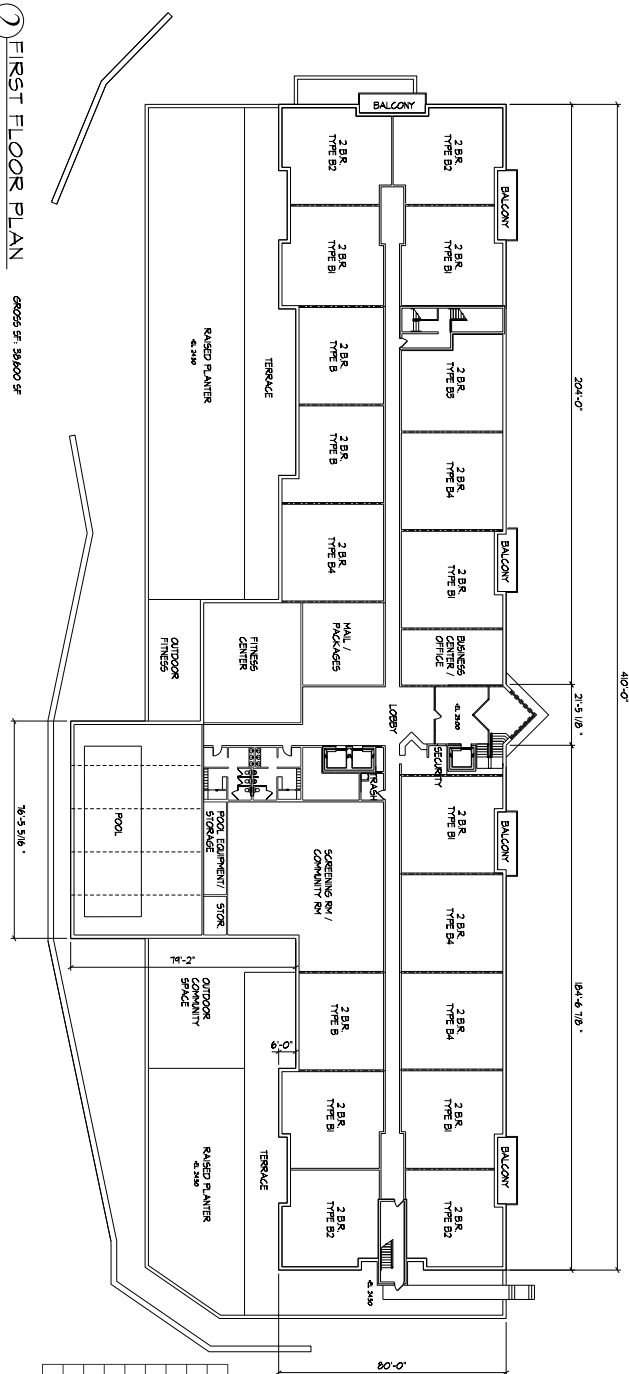 2
FIRST FLOOR PLAN
GROSS SF: 38,600 SF
410'-0"
204'-0"
21'-5 1/8 "
184'-6 7/8 "
BALCONY
BALCONY
BALCONY
BALCONY
BALCONY
2 B.R.
TYPE B2
2 B.R.
TYPE B1
2 B.R.
TYPE B3
2 B.R.
TYPE B4
2 B.R.
TYPE B1
BUSINESS
CENTER /
OFFICE
SECURITY
2 B.R.
TYPE B1
2 B.R.
TYPE B4
2 B.R.
TYPE B4
2 B.R.
TYPE B1
2 B.R.
TYPE B2
LOBBY
TRASH
2 B.R.
TYPE B2
2 B.R.
TYPE B1
2 B.R.
TYPE B
2 B.R.
TYPE B
2 B.R.
TYPE B4
MAIL /
PACKAGES
SCREENING RM /
COMMUNITY RM
2 B.R.
TYPE B
2 B.R.
TYPE B1
2 B.R.
TYPE B2
80'-0"
6'-0"
TERRACE
FITNESS
CENTER
POOL EQUIPMENT/
STORAGE
STOR.
TERRACE
RAISED PLANTER
OUTDOOR
FITNESS
POOL
79'-2"
OUTDOOR
COMMUNITY
SPACE
RAISED PLANTER
76'-5 5/16 "